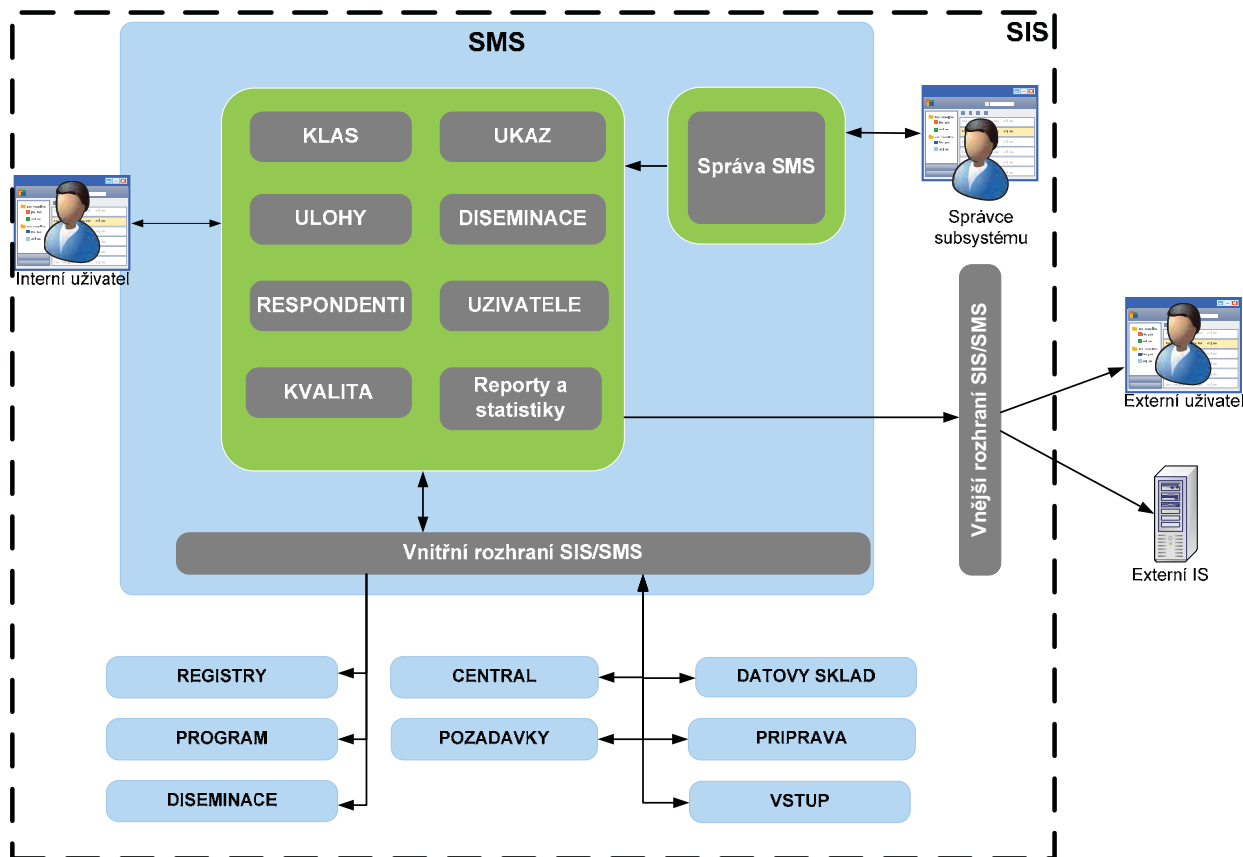 SMS
SIS
KLAS
UKAZ
Správa SMS
ULOHY
DISEMINACE
RESPONDENTI
UZIVATELE
KVALITA
Reporty a
statistiky
Interní uživatel
Správce
subsystému
Vnější rozhraní SIS/SMS
Externí uživatel
Externí IS
Vnitřní rozhraní SIS/SMS
REGISTRY
CENTRAL
DATOVY SKLAD
PROGRAM
POZADAVKY
PRIPRAVA
DISEMINACE
VSTUP